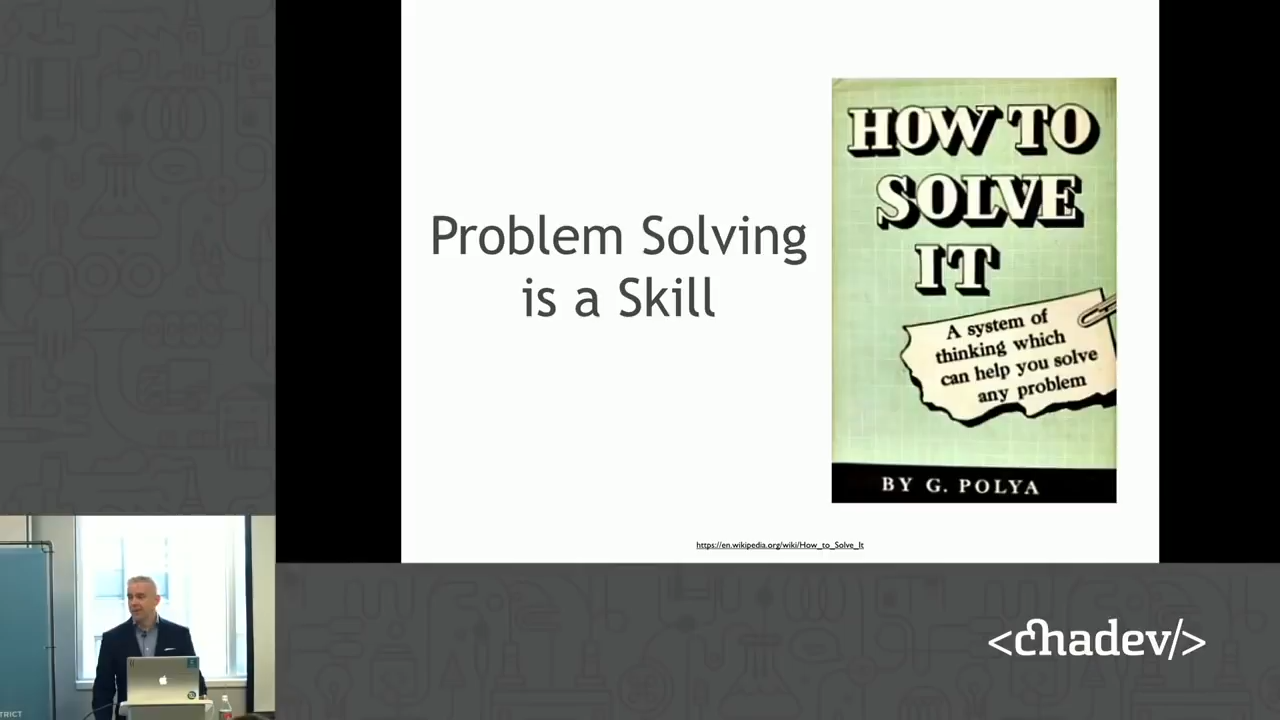 Problem Solving
is a Skill
HOW TO
SOLVE
IT
A system of
thinking which
can help you solve
any problem
BY G. POLYA
https://en.wikipedia.org/wiki/How_to_Solve_It
<chadev/>
TRICT